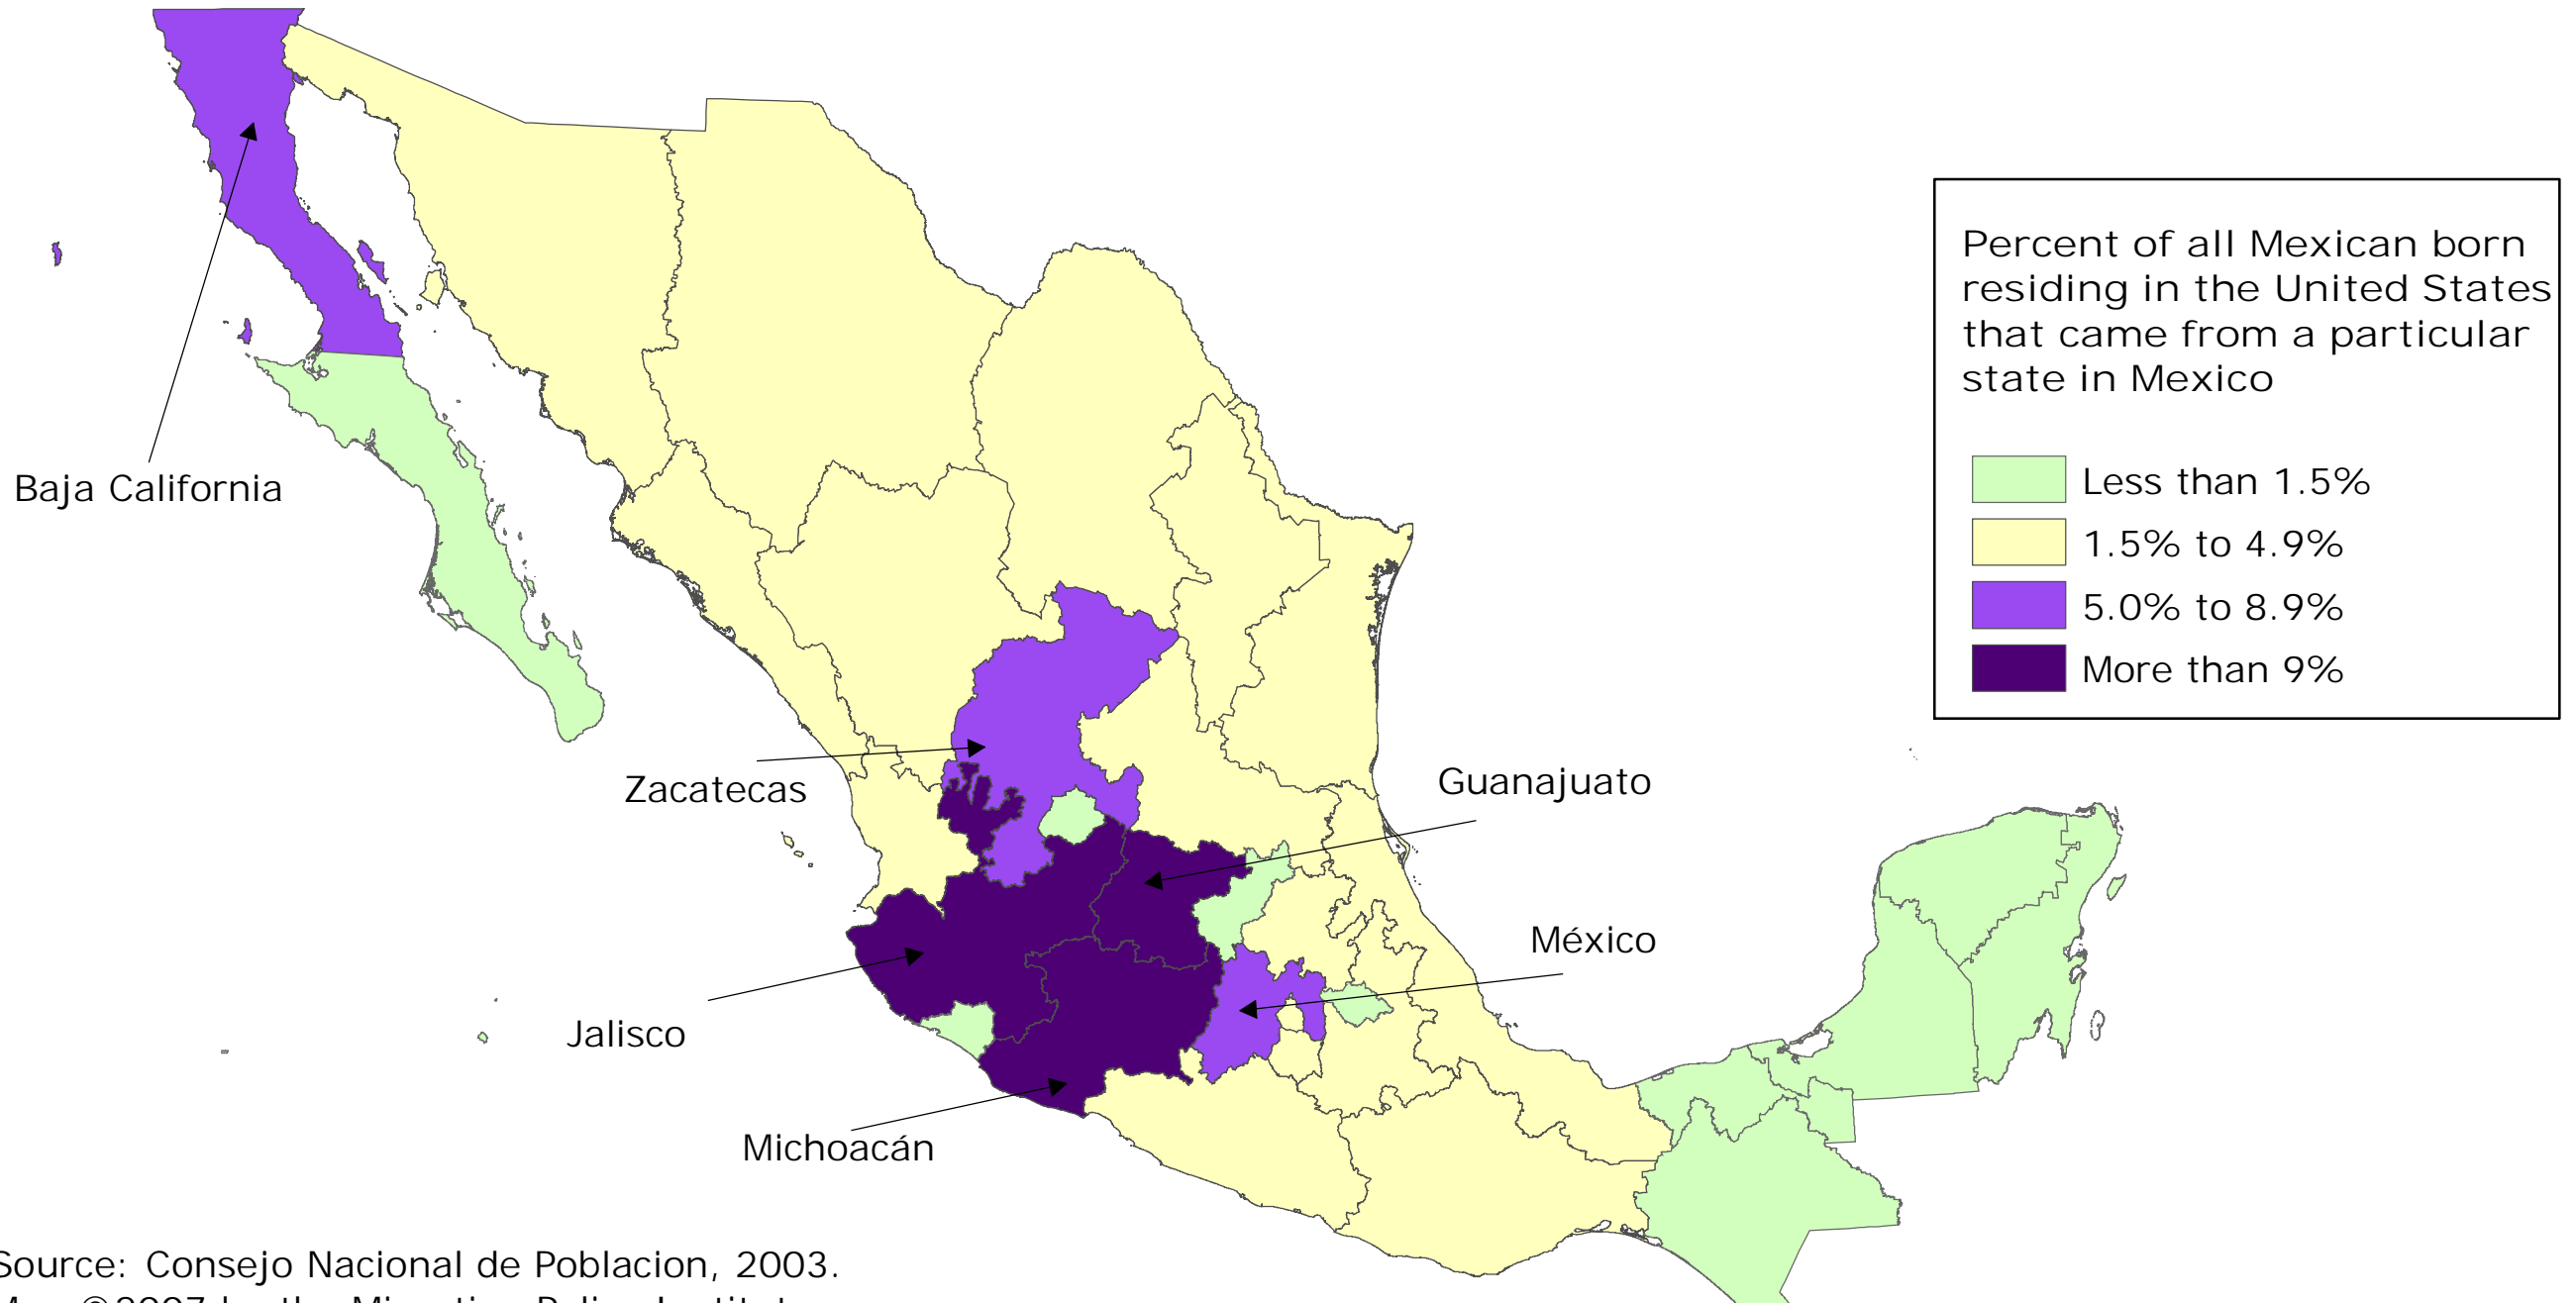 Percent of all Mexican born
residing in the United States
that came from a particular
state in Mexico
Less than 1.5%
1.5% to 4.9%
5.0% to 8.9%
More than 9%
Baja California
Zacatecas
Guanajuato
México
Jalisco
Michoacán
Source: Consejo Nacional de Poblacion, 2003.